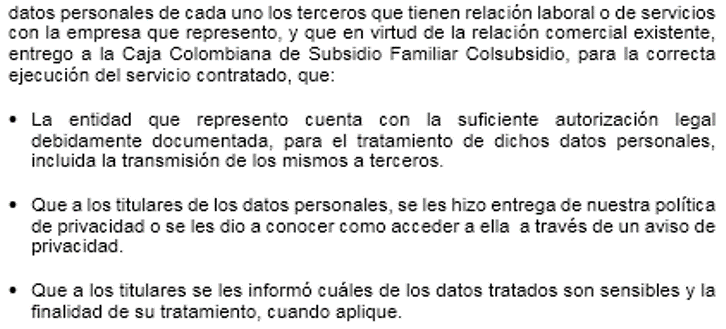 datos personales de cada uno los terceros que tienen relación laboral o de servicios
con la empresa que represento, y que en virtud de la relación comercial existente,
entrego a la Caja Colombiana de Subsidio Familiar Colsubsidio, para la correcta
ejecución del servicio contratado, que:
• La entidad que represento cuenta con la suficiente autorización legal
debidamente documentada, para el tratamiento de dichos datos personales,
incluida la transmisión de los mismos a terceros.
• Que a los titulares de los datos personales, se les hizo entrega de nuestra política
de privacidad o se les dio a conocer como acceder a ella a través de un aviso de
privacidad.
• Que a los titulares se les informó cuáles de los datos tratados son sensibles y la
finalidad de su tratamiento, cuando aplique.